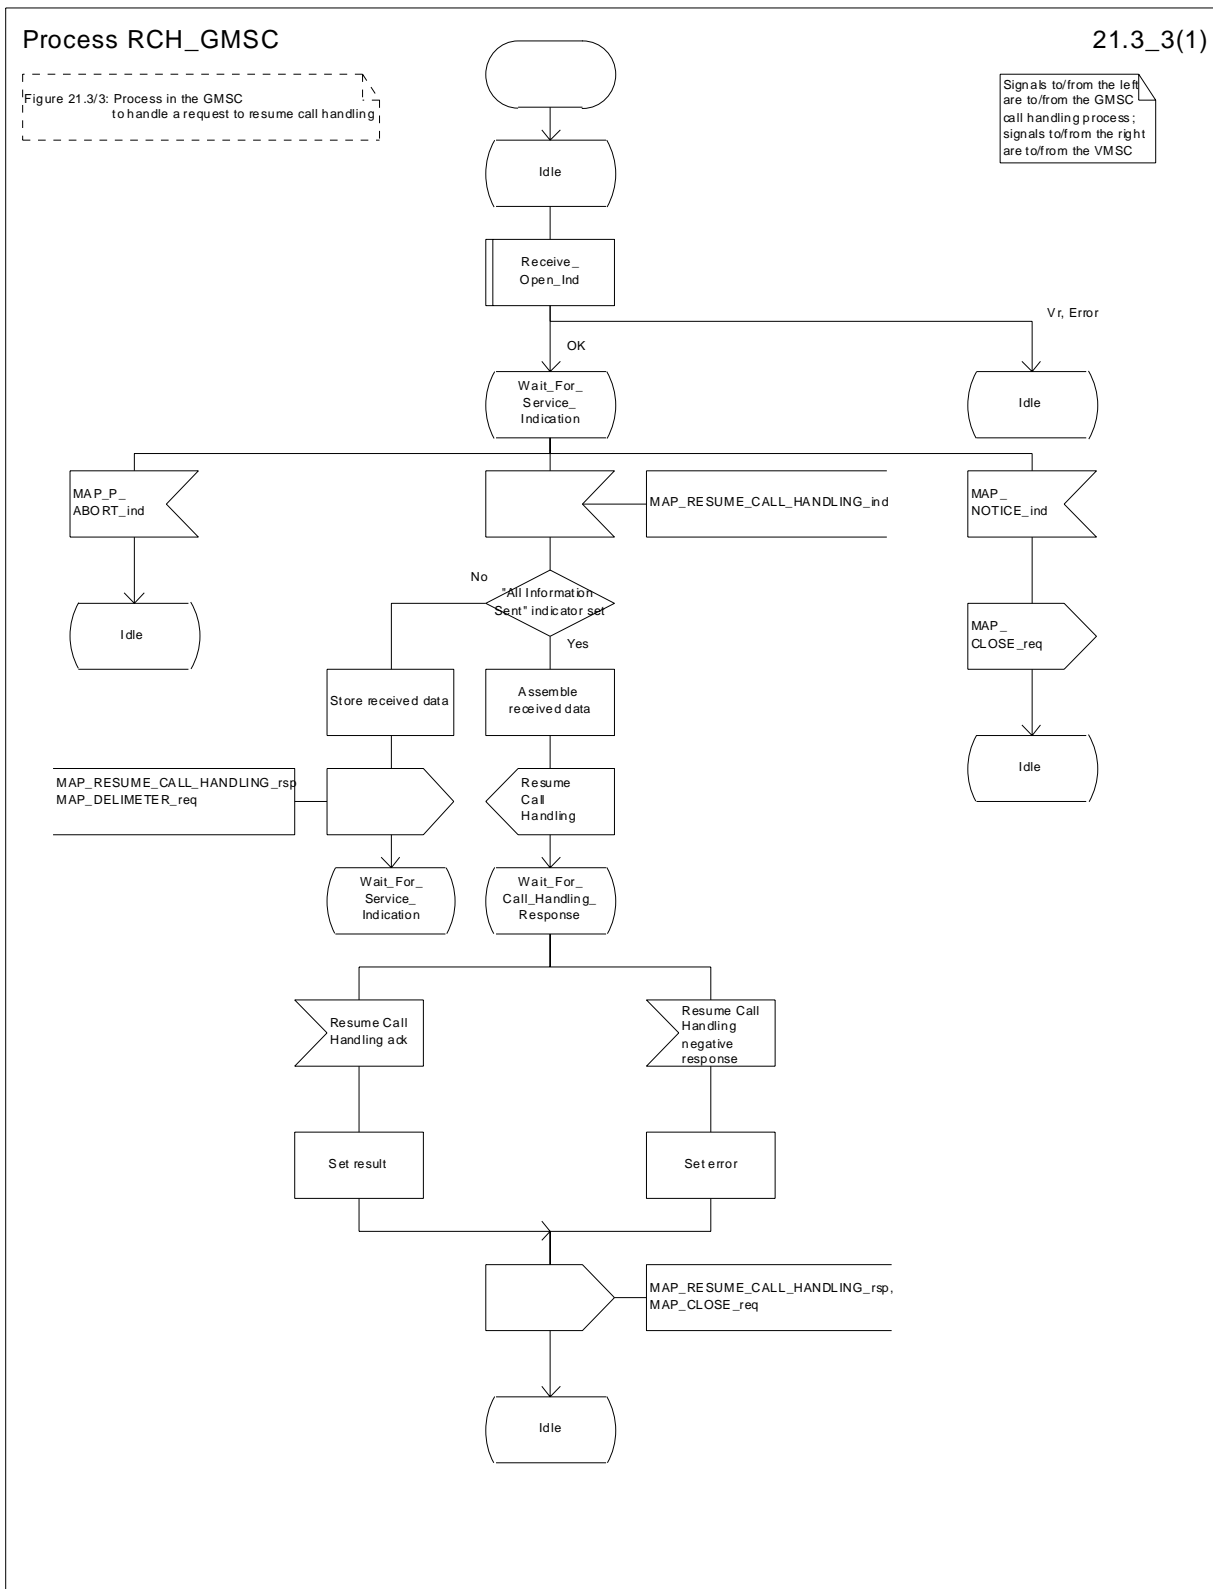 Process RCH_GMSC
21.3_3(1)
Figure 21.3/3: Process in the GMSC
to handle a request to resume call handling
Signals to/from the left
are to/from the GMSC
call handling process;
signals to/from the right
are to/from the VMSC
Idle
Receive_
Open_Ind
Vr, Error
OK
Wait_For_
Service_
Indication
Idle
MAP_P_
ABORT_ind
MAP_RESUME_CALL_HANDLING_ind
MAP_
NOTICE_ind
No
"All Information
Sent" indicator set
Yes
Idle
MAP_
CLOSE_req
Store received data
Assemble
received data
Idle
MAP_RESUME_CALL_HANDLING_rsp
MAP_DELIMETER_req
Resume
Call
Handling
Wait_For_
Service_
Indication
Wait_For_
Call_Handling_
Response
Resume Call
Handling ack
Resume Call
Handling
negative
response
Set result
Set error
MAP_RESUME_CALL_HANDLING_rsp,
MAP_CLOSE_req
Idle